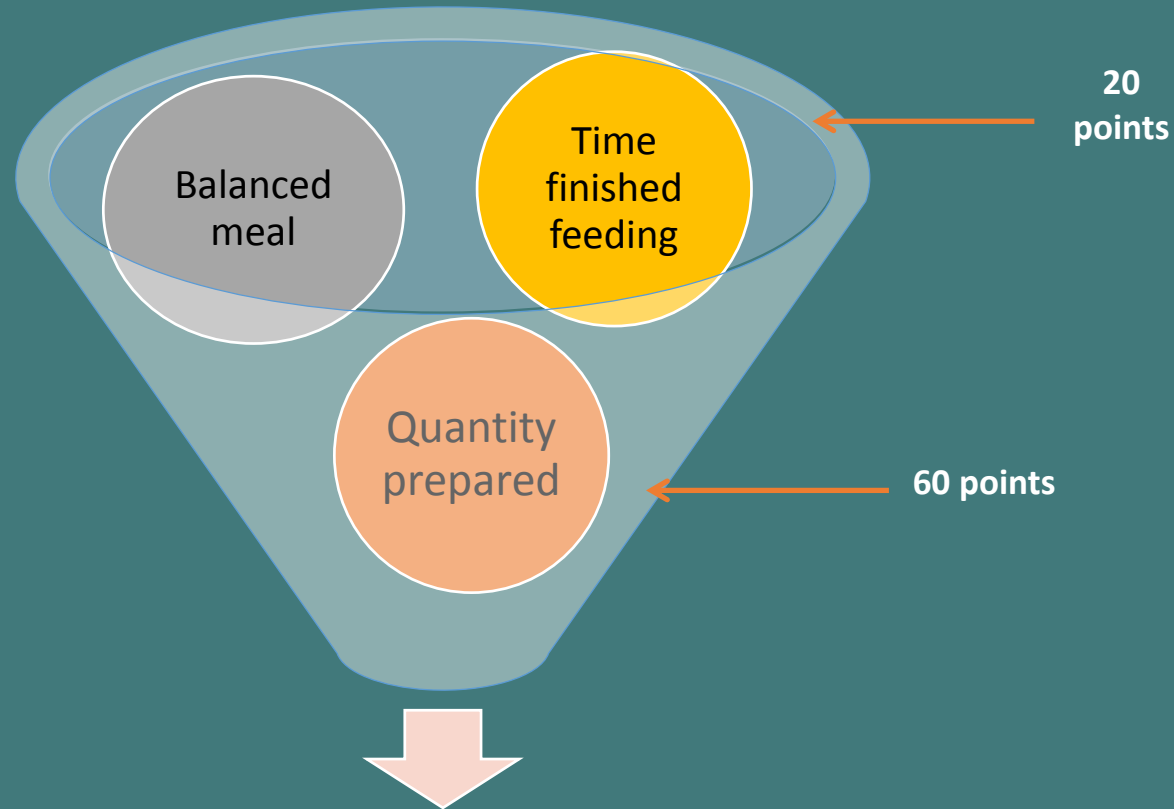 Balanced
meal
Time
finished
feeding
20
points
Quantity
prepared
60 points